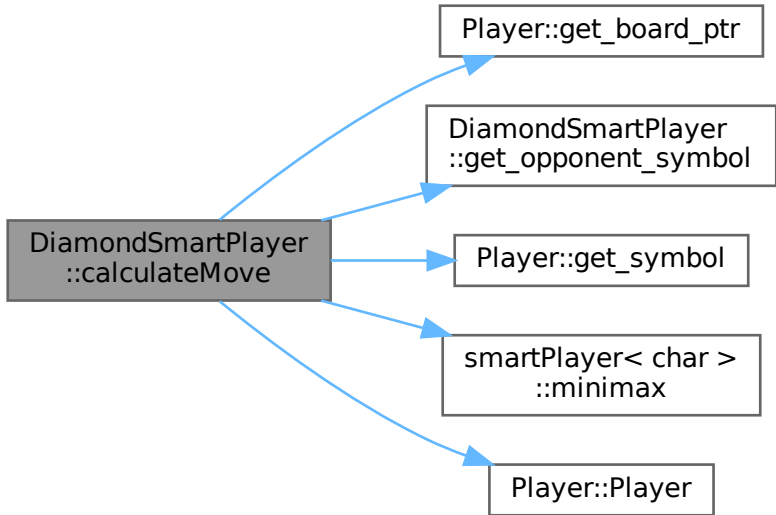 Player::get_board_ptr
DiamondSmartPlayer
::get_opponent_symbol
DiamondSmartPlayer
::calculateMove
Player::get_symbol
smartPlayer< char >
::minimax
Player::Player